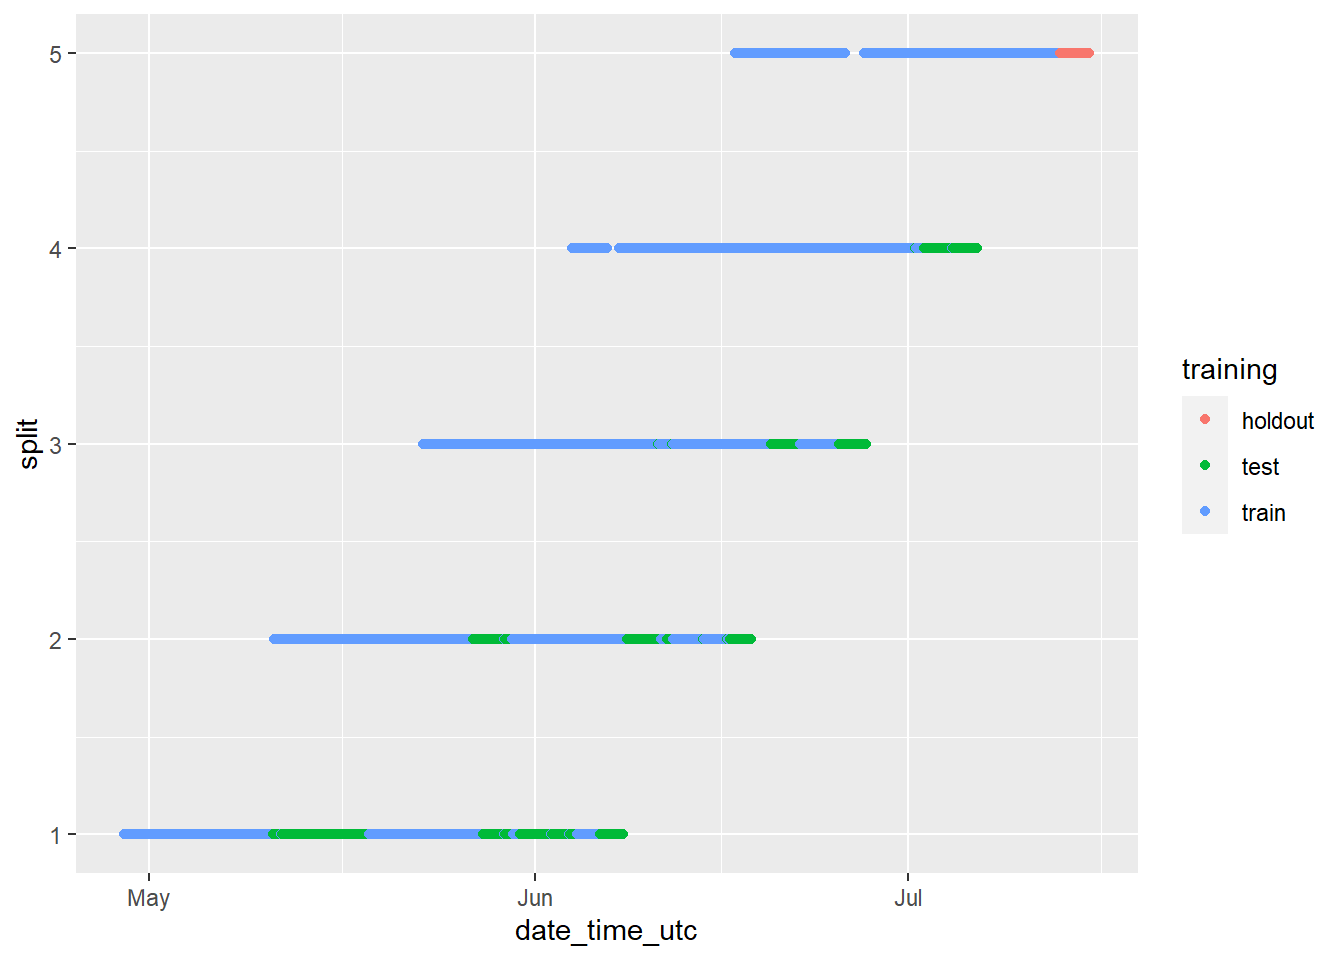 5
4
3
2
1
split
May
Jun
Jul
date_time_utc
training
holdout
test
train